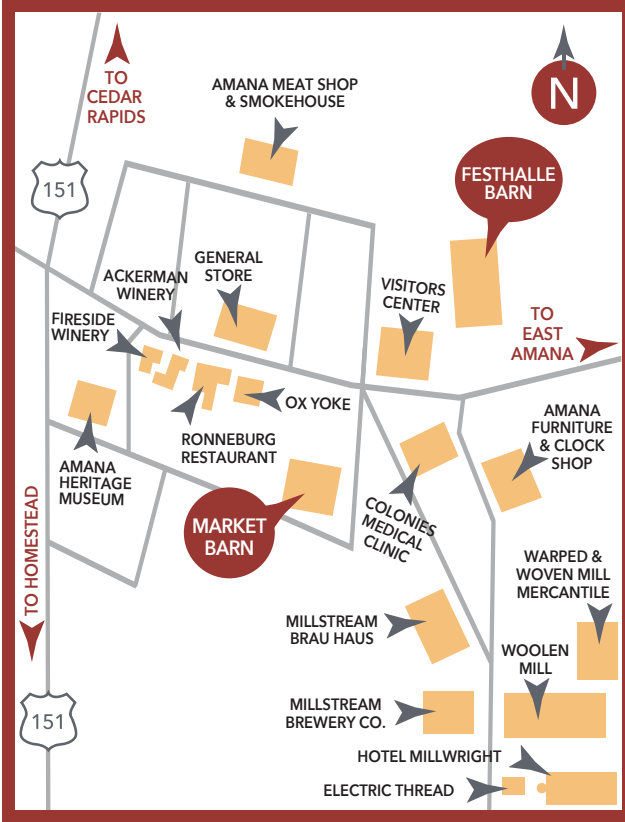 TO
CEDAR
RAPIDS
AMANA MEAT SHOP
& SMOKEHOUSE
N
151
FESTHALLE
BARN
ACKERMAN
WINERY
GENERAL
STORE
VISITORS
CENTER
FIRESIDE
WINERY
TO
EAST
AMANA
OX YOKE
RONNEBURG
RESTAURANT
AMANA
HERITAGE
MUSEUM
AMANA
FURNITURE
& CLOCK
SHOP
MARKET
BARN
COLONIES
MEDICAL
CLINIC
TO HOMESTEAD
WARPED &
WOVEN MILL
MERCANTILE
MILLSTREAM
BRAU HAUS
WOOLEN
MILL
151
MILLSTREAM
BREWERY CO.
HOTEL MILLWRIGHT
ELECTRIC THREAD